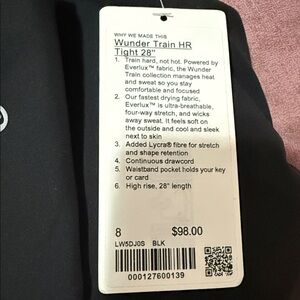 WHY WE MADE THIS
Wunder Train HR
Tight 28"
1. Train hard, not hot. Powered by
Everlux™ fabric, the Wunder
Train collection manages heat
and sweat so you stay
comfortable and focused
2. Our fastest drying fabric,
Everlux™ is ultra-breathable,
four-way stretch, and wicks
away sweat. It feels soft on
the outside and cool and sleek
next to skin
3. Added Lycra® fibre for stretch
and shape retention
4. Continuous drawcord
5. Waistband pocket holds your key
or card
6. High rise, 28" length
8 $98.00
LW5DJ0S BLK
000127600139